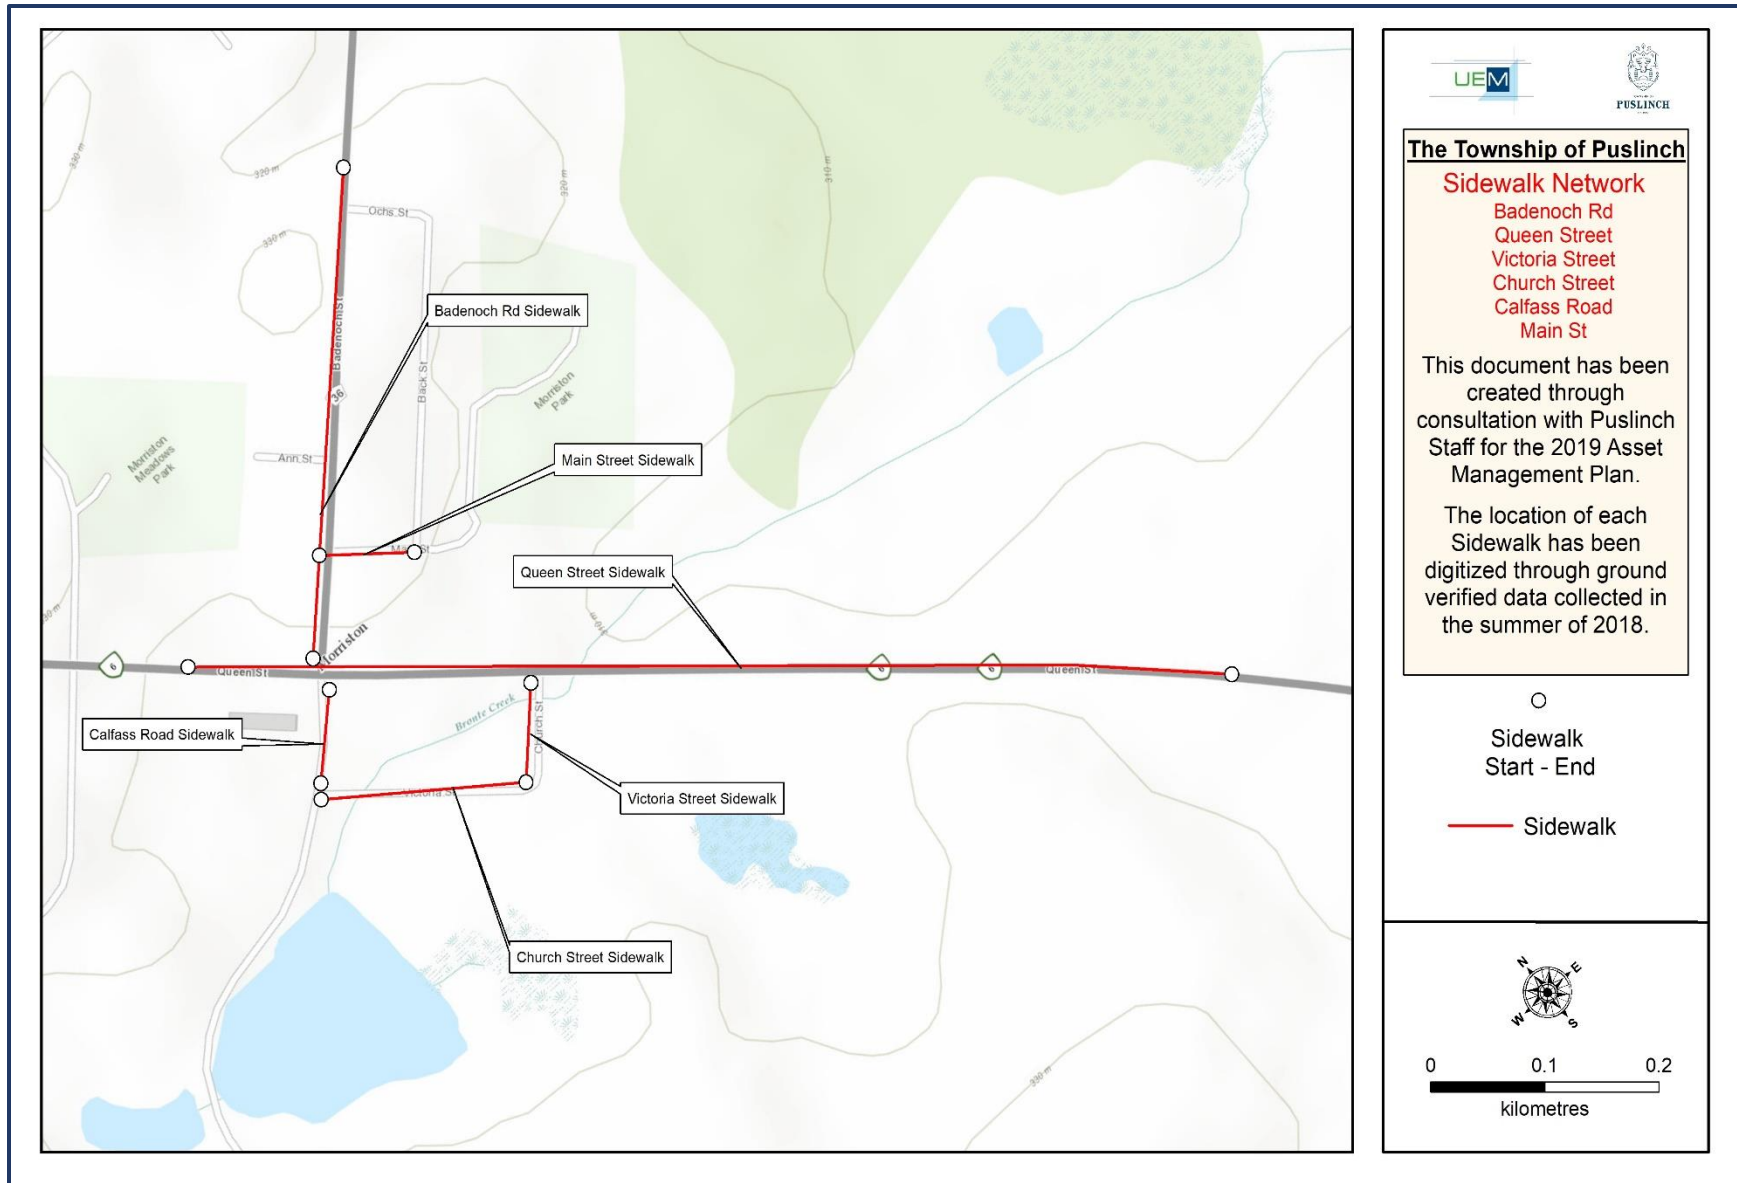 320 m
330 m
330 m
320 m
310 m
Ochs St
Badenoch St
36
Badenoch Rd Sidewalk
Back St
Morriston
Park
Morriston
Meadows
Park
Ann St
Main Street Sidewalk
Queen Street Sidewalk
310 m
Morriston
6
Queen St
6
6
Queen St
Calfass Road Sidewalk
Bronte Creek
Church St
Victoria St
Victoria Street Sidewalk
Church Street Sidewalk
330 m
UEM
PUSLINCH
The Township of Puslinch
Sidewalk Network
Badenoch Rd
Queen Street
Victoria Street
Church Street
Calfass Road
Main St
This document has been
created through
consultation with Puslinch
Staff for the 2019 Asset
Management Plan.
The location of each
Sidewalk has been
digitized through ground
verified data collected in
the summer of 2018.
Sidewalk
Start - End
Sidewalk
N
E
W
S
0
0.1
0.2
kilometres